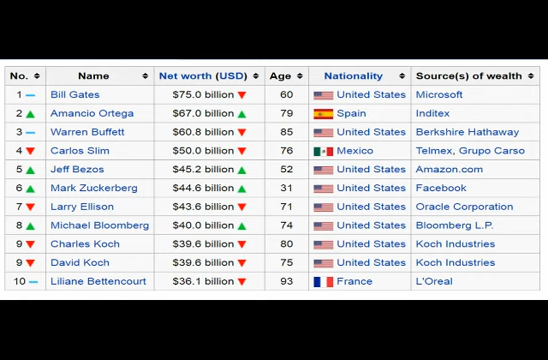 No. Name Net worth (USD) Age Nationality Source(s) of wealth
1 Bill Gates $75.0 billion 60 United States Microsoft
2 Amancio Ortega $67.0 billion 79 Spain Inditex
3 Warren Buffett $60.8 billion 85 United States Berkshire Hathaway
4 Carlos Slim $50.0 billion 76 Mexico Telmex, Grupo Carso
5 Jeff Bezos $45.2 billion 52 United States Amazon.com
6 Mark Zuckerberg $44.6 billion 31 United States Facebook
7 Larry Ellison $43.6 billion 71 United States Oracle Corporation
8 Michael Bloomberg $40.0 billion 74 United States Bloomberg L.P.
9 Charles Koch $39.6 billion 80 United States Koch Industries
9 David Koch $39.6 billion 75 United States Koch Industries
10 Liliane Bettencourt $36.1 billion 93 France L'Oreal